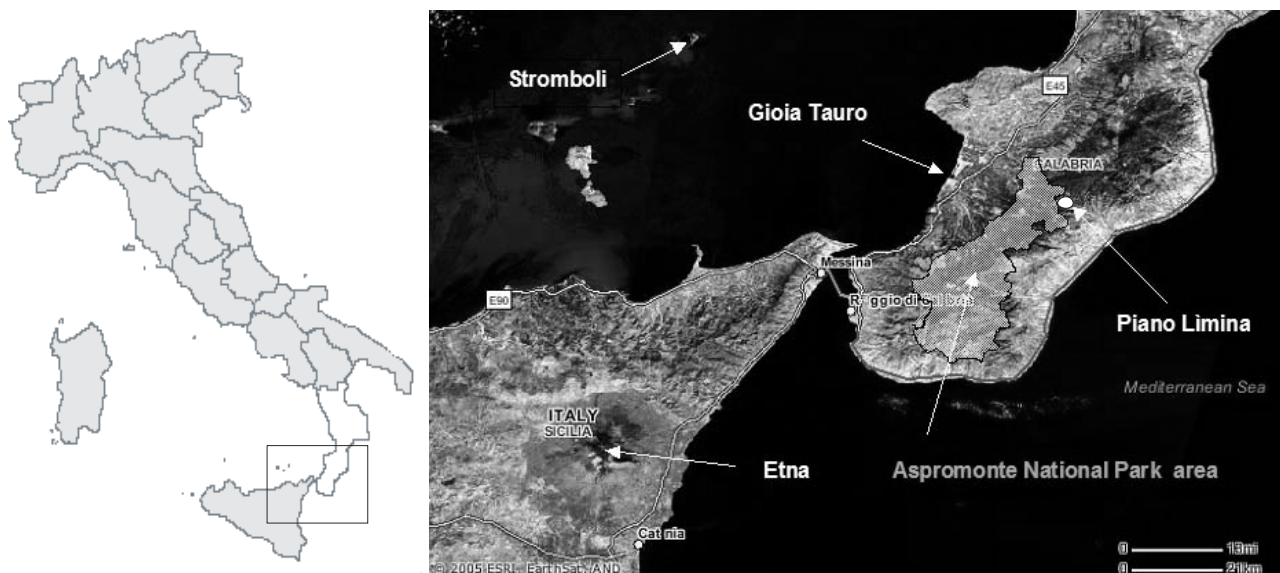 Stromboli
Gioia Tauro
E45
CALABRIA
Messina
E90
Piano Lìmina
Mediterranean Sea
ITALY
SICILIA
Etna
Aspromonte National Park area
0 13mi
0 21km
© 2005 ESRI, EarthSat, AND